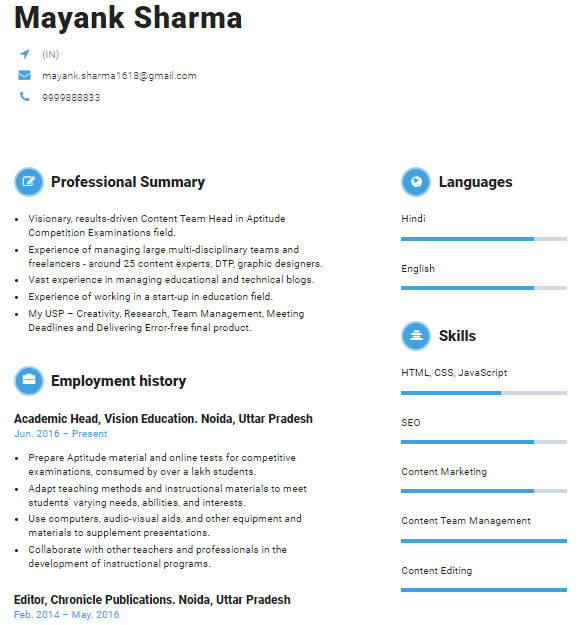 Mayank Sharma
(IN)
mayank.sharma1618@gmail.com
9999888833
Professional Summary
• Visionary, results-driven Content Team Head in Aptitude
Competition Examinations field.
• Experience of managing large multi-disciplinary teams and
freelancers - around 25 content experts, DTP, graphic designers.
• Vast experience in managing educational and technical blogs.
• Experience of working in a start-up in education field.
• My USP – Creativity, Research, Team Management, Meeting
Deadlines and Delivering Error-free final product.
Employment history
Academic Head, Vision Education. Noida, Uttar Pradesh
Jun. 2016 – Present
• Prepare Aptitude material and online tests for competitive
examinations, consumed by over a lakh students.
• Adapt teaching methods and instructional materials to meet
students' varying needs, abilities, and interests.
• Use computers, audio-visual aids, and other equipment and
materials to supplement presentations.
• Collaborate with other teachers and professionals in the
development of instructional programs.
Editor, Chronicle Publications. Noida, Uttar Pradesh
Feb. 2014 – May. 2016
Languages
Hindi
English
Skills
HTML, CSS, JavaScript
SEO
Content Marketing
Content Team Management
Content Editing